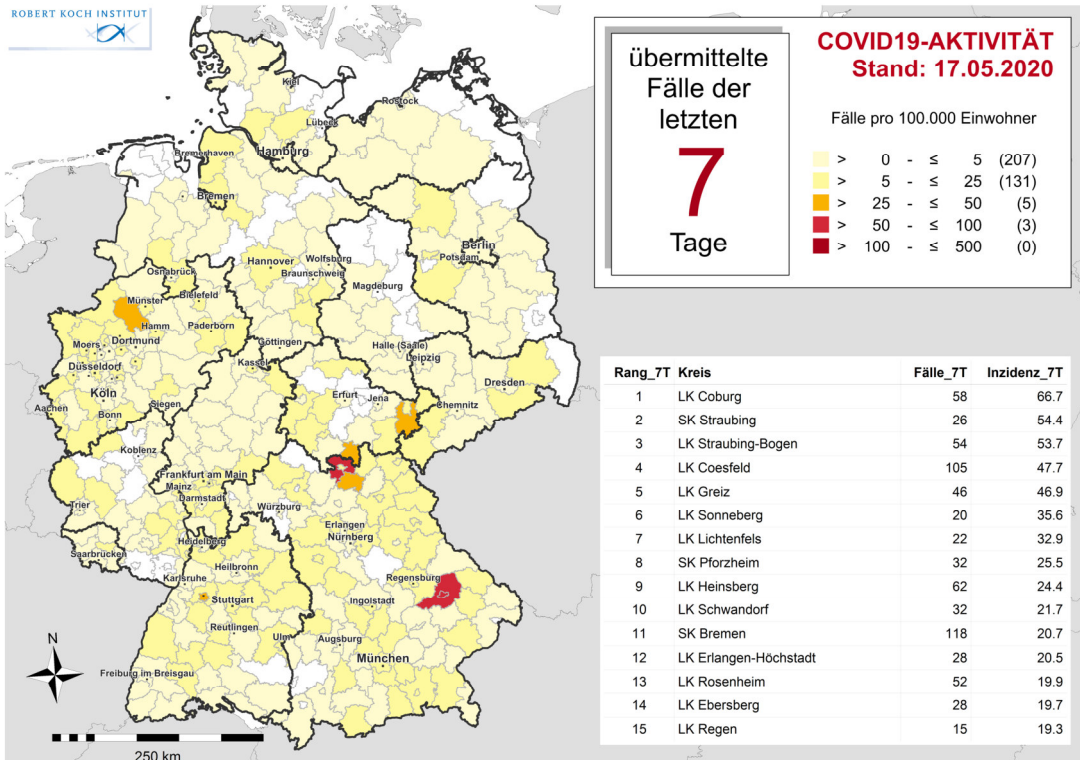 ROBERT KOCH INSTITUT
übermittelte
Fälle der
letzten
7
Tage
COVID19-AKTIVITÄT
Stand: 17.05.2020
Fälle pro 100.000 Einwohner
> 0 - ≤ 5 (207)
> 5 - ≤ 25 (131)
> 25 - ≤ 50 (5)
> 50 - ≤ 100 (3)
> 100 - ≤ 500 (0)
Kiel
Rostock
Lübeck
Bremerhaven
Hamburg
Bremen
Berlin
Potsdam
Hannover
Wolfsburg
Braunschweig
Osnabrück
Magdeburg
Münster
Bielefeld
Hamm
Paderborn
Moers
Dortmund
Göttingen
Halle (Saale)
Leipzig
Düsseldorf
Kassel
Dresden
Köln
Erfurt
Jena
Chemnitz
Aachen
Bonn
Siegen
Koblenz
Frankfurt am Main
Mainz
Darmstadt
Trier
Würzburg
Erlangen
Nürnberg
Saarbrücken
Heidelberg
Heilbronn
Karlsruhe
Regensburg
Stuttgart
Ingolstadt
Reutlingen
Ulm
Augsburg
München
Freiburg im Breisgau
N
250 km
Rang_7T Kreis Fälle_7T Inzidenz_7T
1 LK Coburg 58 66.7
2 SK Straubing 26 54.4
3 LK Straubing-Bogen 54 53.7
4 LK Coesfeld 105 47.7
5 LK Greiz 46 46.9
6 LK Sonneberg 20 35.6
7 LK Lichtenfels 22 32.9
8 SK Pforzheim 32 25.5
9 LK Heinsberg 62 24.4
10 LK Schwandorf 32 21.7
11 SK Bremen 118 20.7
12 LK Erlangen-Höchstadt 28 20.5
13 LK Rosenheim 52 19.9
14 LK Ebersberg 28 19.7
15 LK Regen 15 19.3